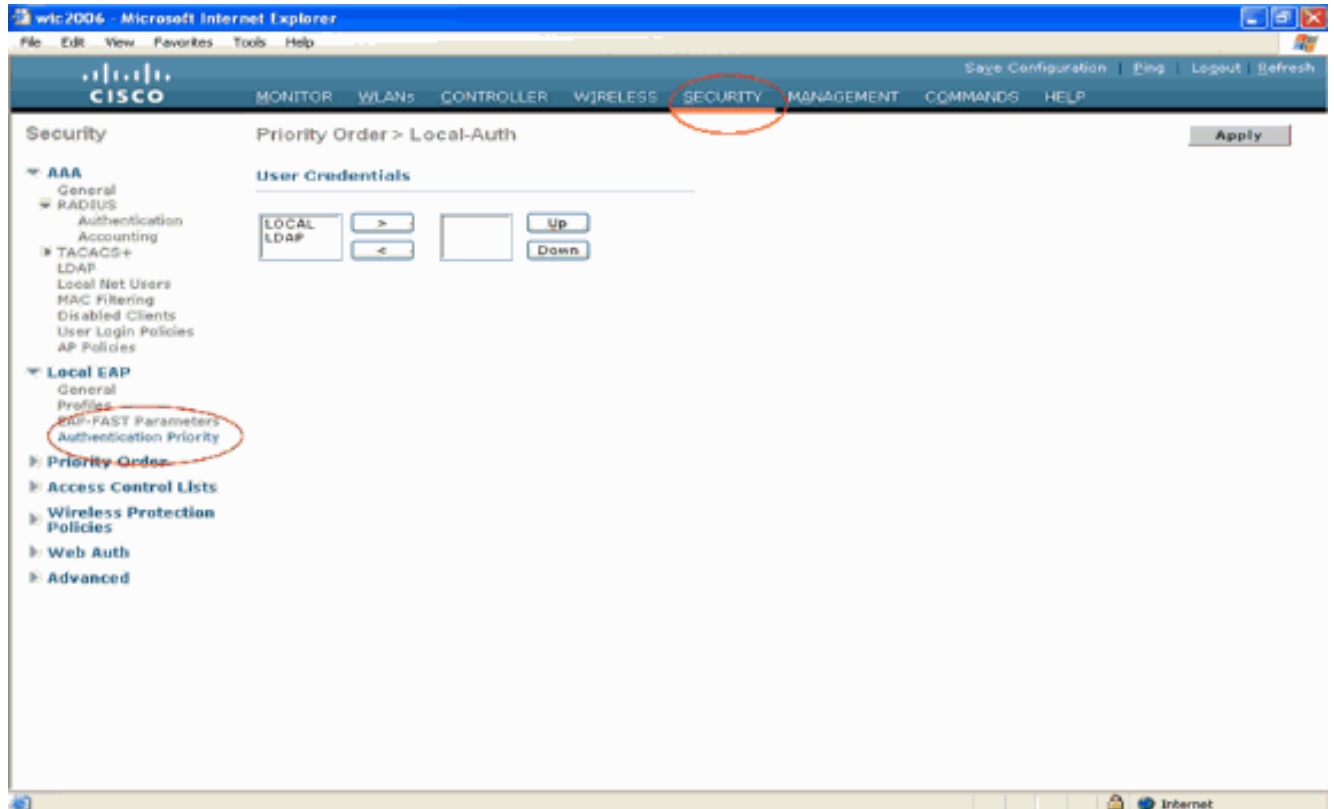 wlc2006 - Microsoft Internet Explorer
File Edit View Favorites Tools Help
Save Configuration | Ping | Logout | Refresh
CISCO
MONITOR WLANs CONTROLLER WIRELESS SECURITY MANAGEMENT COMMANDS HELP
Security
Priority Order > Local-Auth
Apply
AAA
General
RADIUS
Authentication
Accounting
TACACS+
LDAP
Local Net Users
MAC Filtering
Disabled Clients
User Login Policies
AP Policies
Local EAP
General
Profiles
EAP-FAST Parameters
Authentication Priority
Priority Order
Access Control Lists
Wireless Protection
Policies
Web Auth
Advanced
User Credentials
LOCAL
LDAP
>
<
Up
Down
Internet